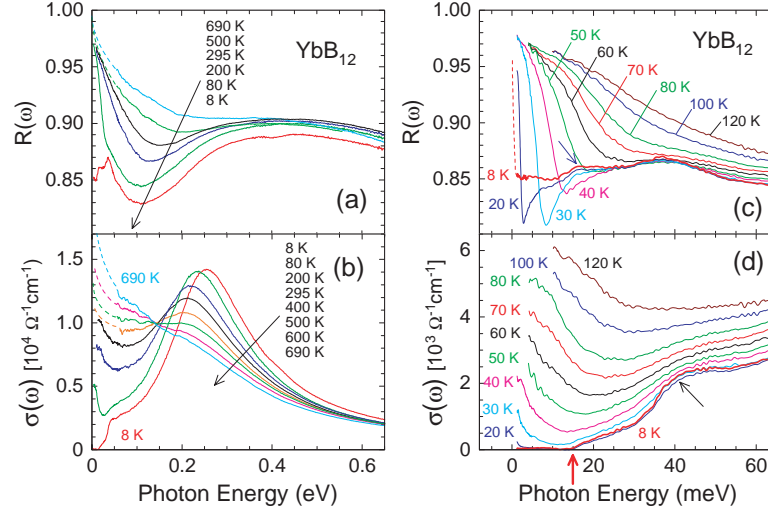 1.00
0.95
0.90
0.85
R(ω)
690 K
500 K
295 K
200 K
80 K
8 K
YbB12
(a)
1.5
1.0
0.5
0
σ(ω) [10⁴ Ω⁻¹cm⁻¹]
690 K
(b)
8 K
80 K
200 K
295 K
400 K
500 K
600 K
690 K
8 K
0
0.2
0.4
0.6
Photon Energy (eV)
1.00
0.95
0.90
0.85
R(ω)
50 K
60 K
70 K
80 K
100 K
120 K
YbB12
8 K
20 K
30 K
40 K
(c)
6
4
2
0
σ(ω) [10³ Ω⁻¹cm⁻¹]
120 K
100 K
80 K
70 K
60 K
50 K
40 K
30 K
20 K
8 K
(d)
0
20
40
60
Photon Energy (meV)